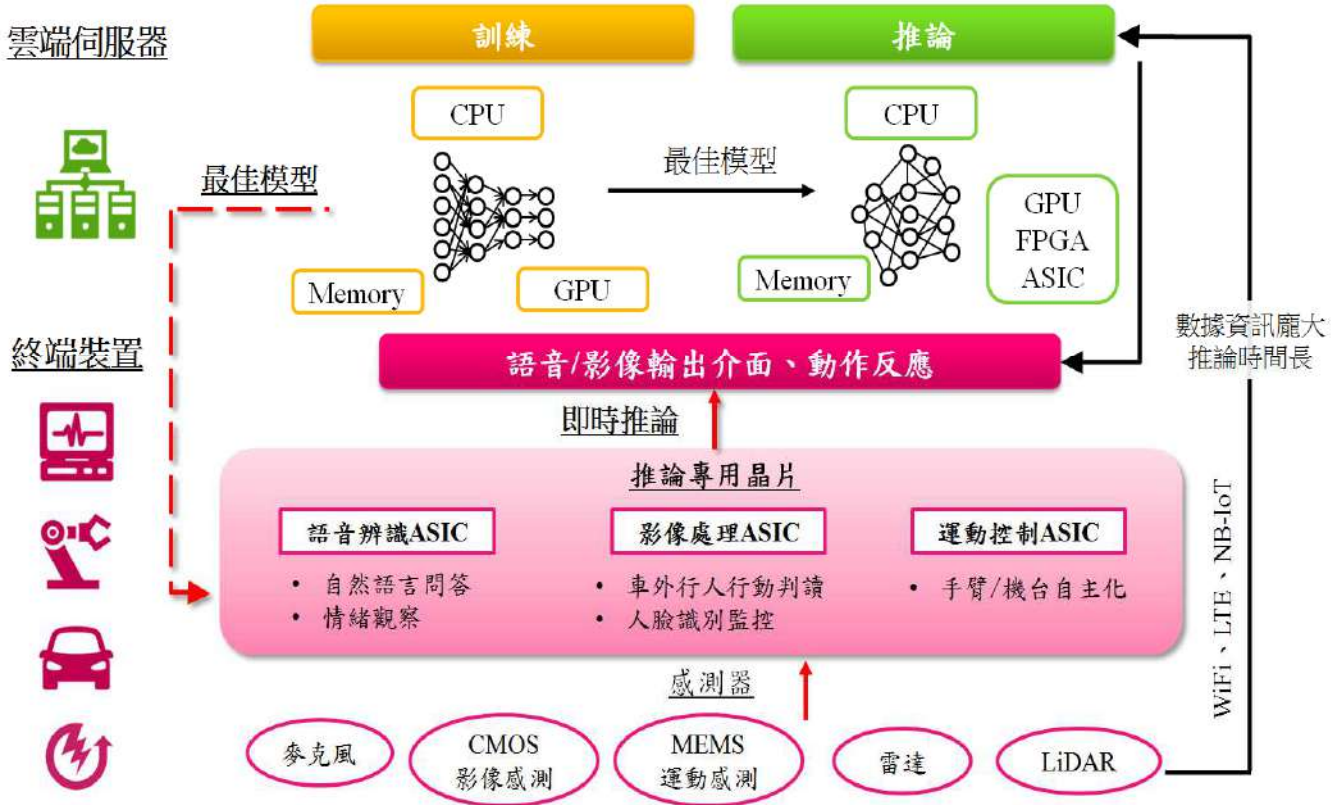 雲端伺服器
訓練
推論
CPU
CPU
最佳模型
最佳模型
GPU
FPGA
ASIC
Memory
GPU
Memory
數據資訊龐大
推論時間長
終端裝置
語音/影像輸出介面、動作反應
即時推論
推論專用晶片
語音辨識ASIC
影像處理ASIC
運動控制ASIC
• 自然語言問答
• 情緒觀察
• 車外行人行動判讀
• 人臉識別監控
• 手臂/機台自主化
WiFi、LTE、NB-IoT
感測器
麥克風
CMOS
影像感測
MEMS
運動感測
雷達
LiDAR